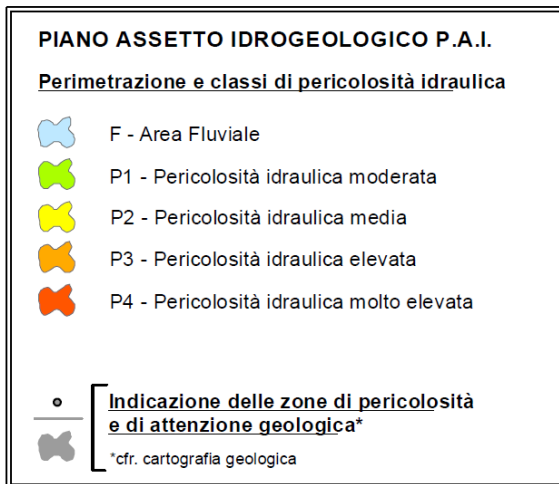 PIANO ASSETTO IDROGEOLOGICO P.A.I.
Perimetrazione e classi di pericolosità idraulica
F - Area Fluviale
P1 - Pericolosità idraulica moderata
P2 - Pericolosità idraulica media
P3 - Pericolosità idraulica elevata
P4 - Pericolosità idraulica molto elevata
Indicazione delle zone di pericolosità
e di attenzione geologica*
*cfr. cartografia geologica